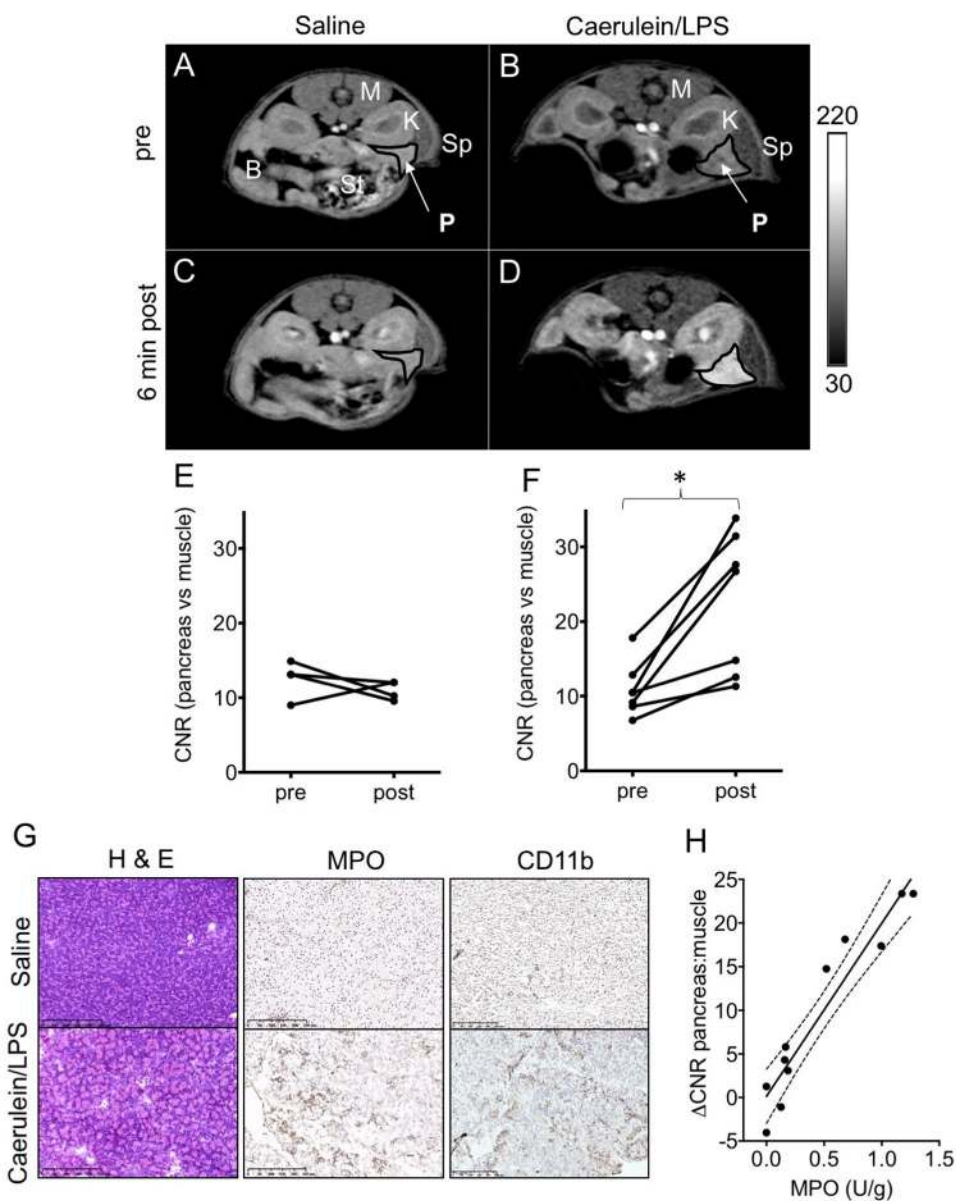 Saline
Caerulein/LPS
pre
6 min post
A
M
K
Sp
B
St
P
B
M
K
Sp
P
C
D
220
30
E
CNR (pancreas vs muscle)
30
20
10
0
pre
post
F
*
CNR (pancreas vs muscle)
30
20
10
0
pre
post
G
H & E
MPO
CD11b
Saline
Caerulein/LPS
H
ΔCNR pancreas:muscle
25
20
15
10
5
0
-5
0.0
0.5
1.0
1.5
MPO (U/g)